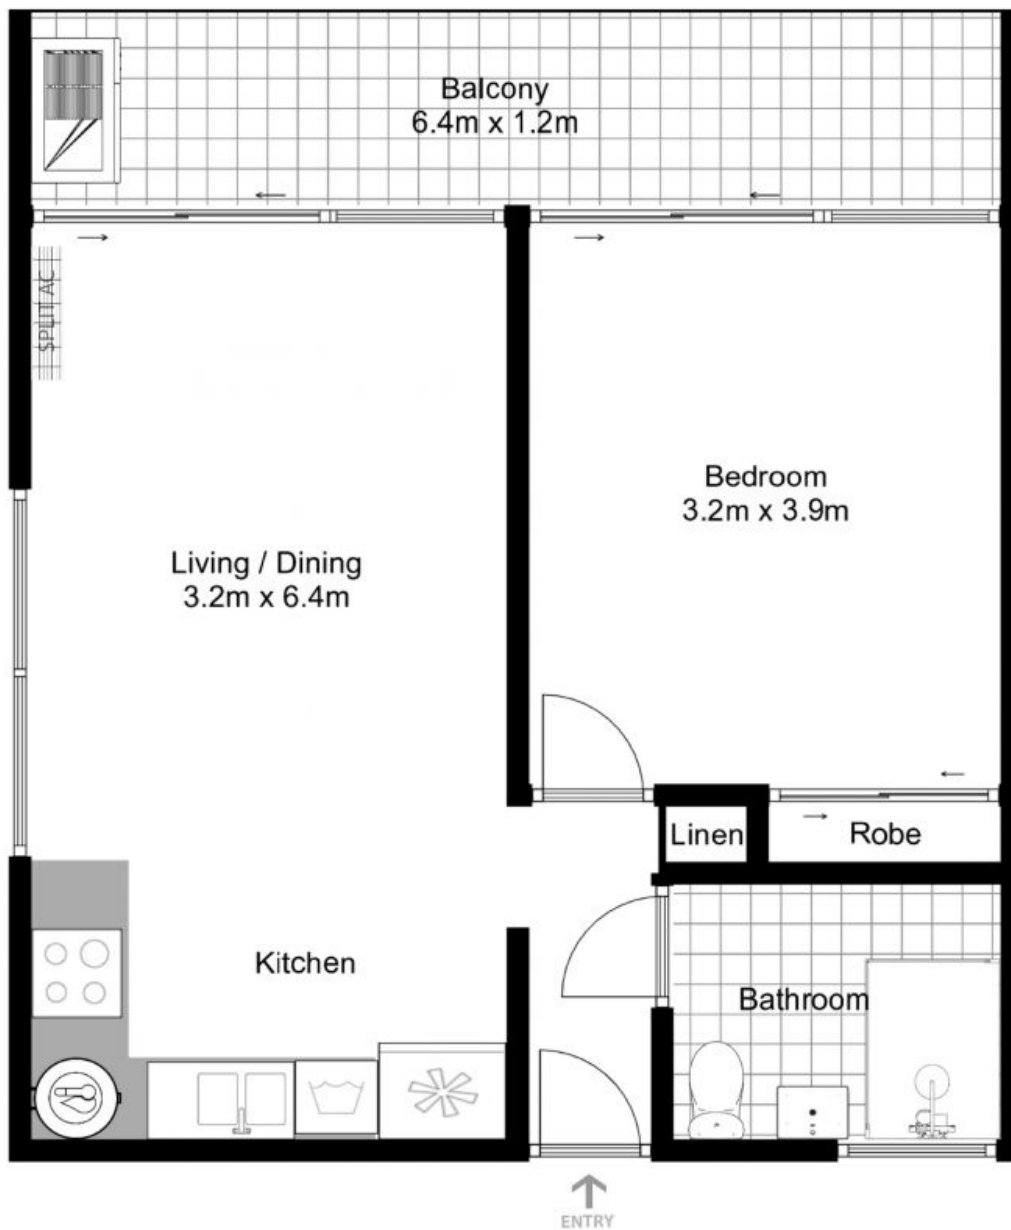 Balcony
6.4m x 1.2m
SPLIT AC
Bedroom
3.2m x 3.9m
Living / Dining
3.2m x 6.4m
Linen
Robe
Kitchen
Bathroom
ENTRY